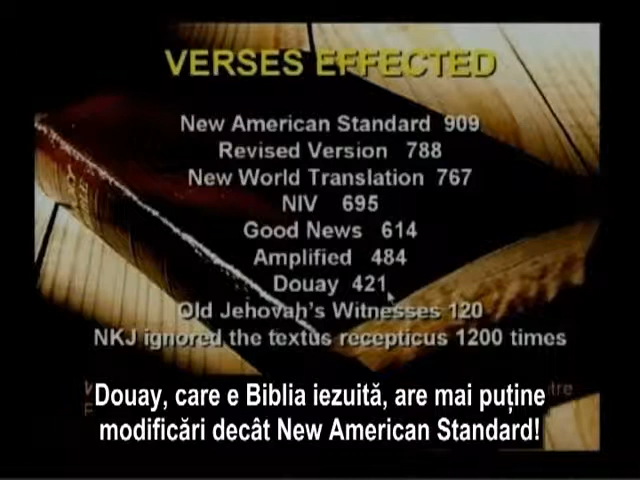 VERSES EFFECTED
New American Standard 909
Revised Version 788
New World Translation 767
NIV 695
Good News 614
Amplified 484
Douay 421
Old Jehovah's Witnesses 120
NKJ ignored the textus recepticus 1200 times
Douay, care e Biblia iezuită, are mai puține
modificări decât New American Standard!